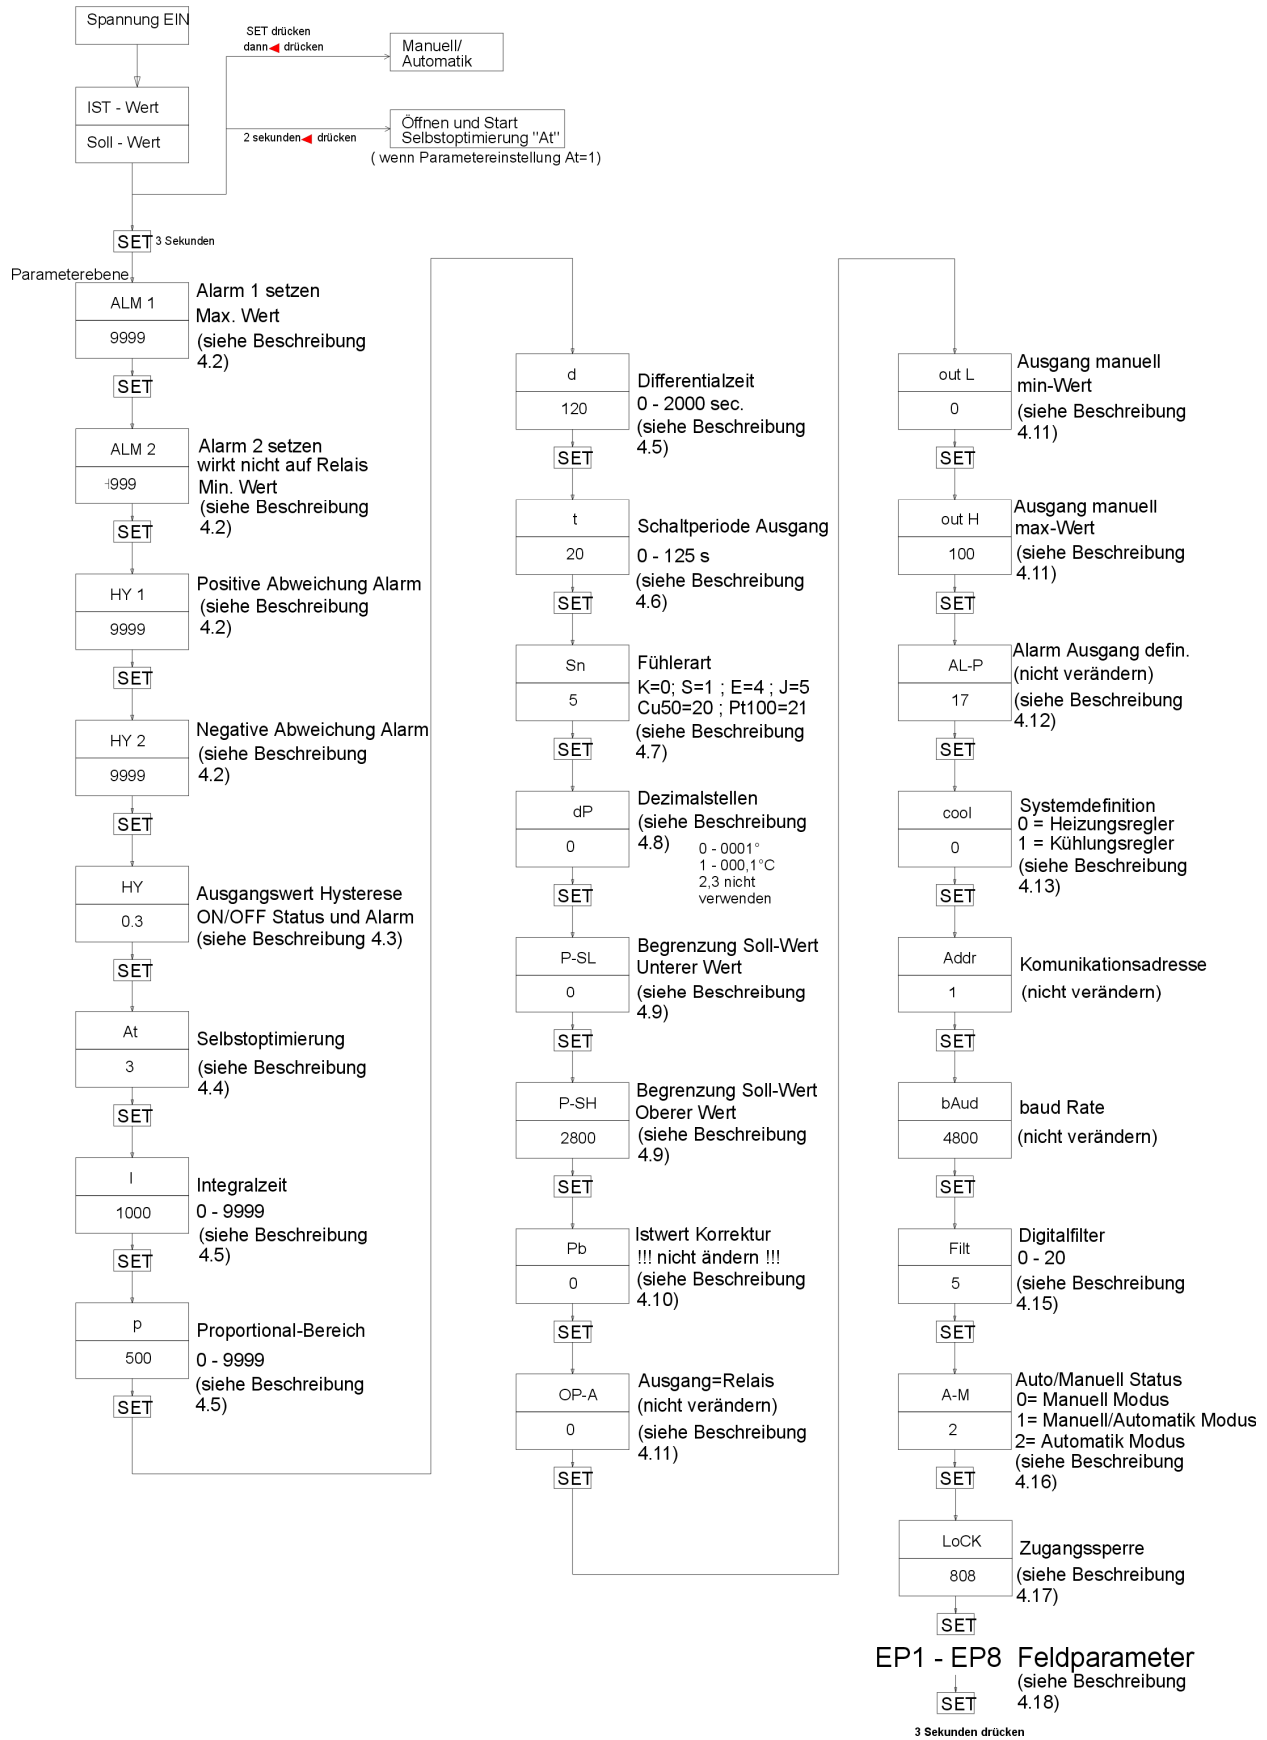 Spannung EIN
IST - Wert
Soll - Wert
SET drücken
dann drücken
Manuell/
Automatik
2 sekunden drücken
Öffnen und Start
Selbstoptimierung "At"
( wenn Parametereinstellung At=1)
SET 3 Sekunden
Parameterebene
ALM 1
9999
Alarm 1 setzen
Max. Wert
(siehe Beschreibung
4.2)
SET
ALM 2
Alarm 2 setzen
wirkt nicht auf Relais
Min. Wert
(siehe Beschreibung
4.2)
SET
HY 1
9999
Positive Abweichung Alarm
(siehe Beschreibung
4.2)
SET
HY 2
9999
Negative Abweichung Alarm
(siehe Beschreibung
4.2)
SET
HY
0.3
Ausgangswert Hysterese
ON/OFF Status und Alarm
(siehe Beschreibung 4.3)
SET
At
3
Selbstoptimierung
(siehe Beschreibung
4.4)
SET
I
1000
Integralzeit
0 - 9999
(siehe Beschreibung
4.5)
SET
p
500
Proportional-Bereich
0 - 9999
(siehe Beschreibung
4.5)
SET
d
120
Differentialzeit
0 - 2000 sec.
(siehe Beschreibung
4.5)
SET
t
20
Schaltperiode Ausgang
0 - 125 s
(siehe Beschreibung
4.6)
SET
Sn
5
Fühlerart
K=0; S=1 ; E=4 ; J=5
Cu50=20 ; Pt100=21
(siehe Beschreibung
4.7)
SET
dP
0
Dezimalstellen
(siehe Beschreibung
4.8)
0 - 0001°
1 - 000,1°C
2,3 nicht
verwenden
SET
P-SL
0
Begrenzung Soll-Wert
Unterer Wert
(siehe Beschreibung
4.9)
SET
P-SH
2800
Begrenzung Soll-Wert
Oberer Wert
(siehe Beschreibung
4.9)
SET
Pb
0
Istwert Korrektur
!!! nicht ändern !!!
(siehe Beschreibung
4.10)
SET
OP-A
0
Ausgang=Relais
(nicht verändern)
(siehe Beschreibung
4.11)
SET
out L
0
Ausgang manuell
min-Wert
(siehe Beschreibung
4.11)
SET
out H
100
Ausgang manuell
max-Wert
(siehe Beschreibung
4.11)
SET
AL-P
17
Alarm Ausgang defin.
(nicht verändern)
(siehe Beschreibung
4.12)
SET
cool
0
Systemdefinition
0 = Heizungsregler
1 = Kühlungsregler
(siehe Beschreibung
4.13)
SET
Addr
1
Komunikationsadresse
(nicht verändern)
SET
bAud
4800
baud Rate
(nicht verändern)
SET
Filt
5
Digitalfilter
0 - 20
(siehe Beschreibung
4.15)
SET
A-M
2
Auto/Manuell Status
0= Manuell Modus
1= Manuell/Automatik Modus
2= Automatik Modus
(siehe Beschreibung
4.16)
SET
LoCK
808
Zugangssperre
(siehe Beschreibung
4.17)
SET
EP1 - EP8 Feldparameter
(siehe Beschreibung
4.18)
SET
3 Sekunden drücken